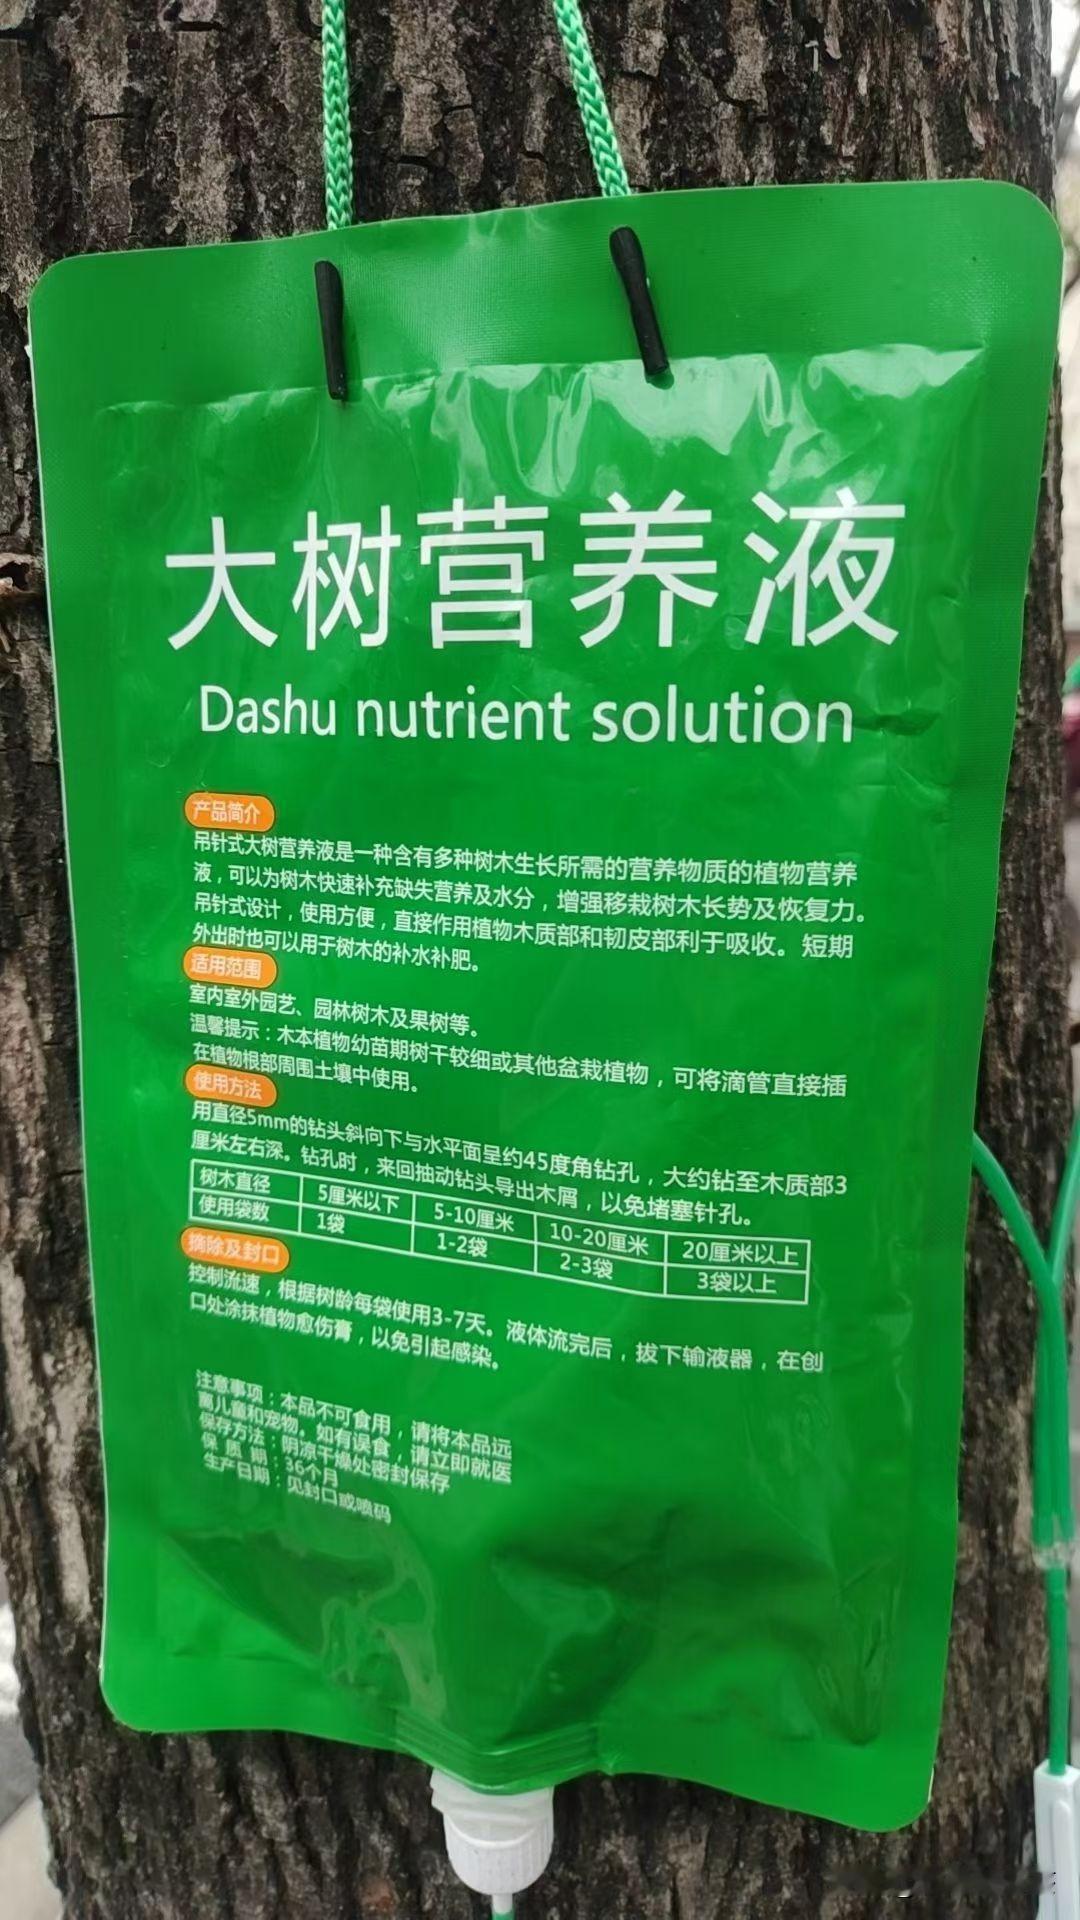 大树营养液
Dashu nutrient solution
产品简介
吊针式大树营养液是一种含有多种树木生长所需的营养物质的植物营养
液，可以为树木快速补充缺失营养及水分，增强移栽树木长势及恢复力。
吊针式设计，使用方便，直接作用植物木质部和韧皮部利于吸收。短期
外出时也可以用于树木的补水补肥。
适用范围
室内室外园艺、园林树木及果树等。
温馨提示：木本植物幼苗期树干较细或其他盆栽植物，可将滴管直接插
在植物根部周围土壤中使用。
使用方法
用直径5mm的钻头斜向下与水平面呈约45度角钻孔，大约钻至木质部3
厘米左右深。钻孔时，来回抽动钻头导出木屑，以免堵塞针孔。
树木直径 5厘米以下 5-10厘米 10-20厘米 20厘米以上
使用袋数 1袋 1-2袋 2-3袋 3袋以上
摘除及封口
控制流速，根据树龄每袋使用3-7天。液体流完后，拔下输液器，在创
口处涂抹植物愈伤膏，以免引起感染。
注意事项：本品不可食用，请将本品远
离儿童和宠物。如有误食，请立即就医
保存方法：阴凉干燥处密封保存
保 质 期：36个月
生产日期：见封口或喷码